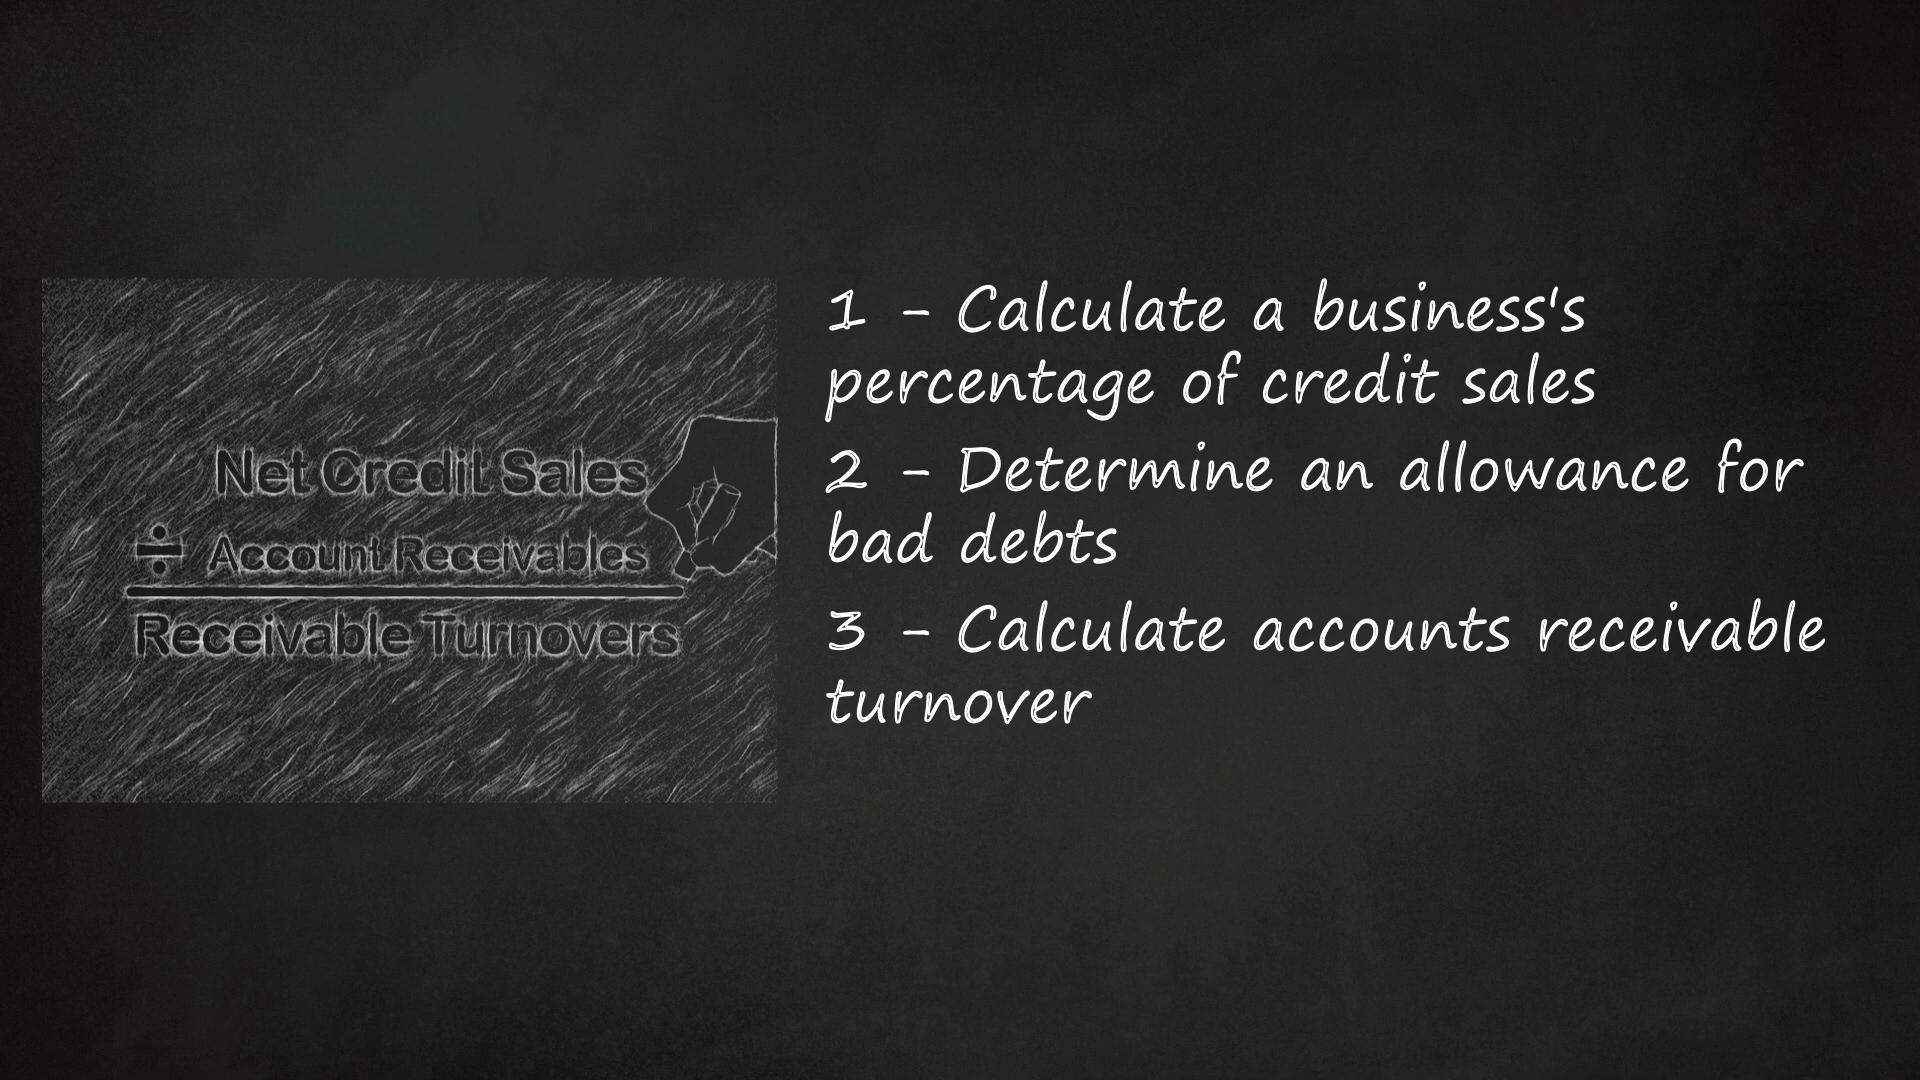 Net Credit Sales
÷ Account Receivables
Receivable Turnovers
1 - Calculate a business's
percentage of credit sales
2 - Determine an allowance for
bad debts
3 - Calculate accounts receivable
turnover